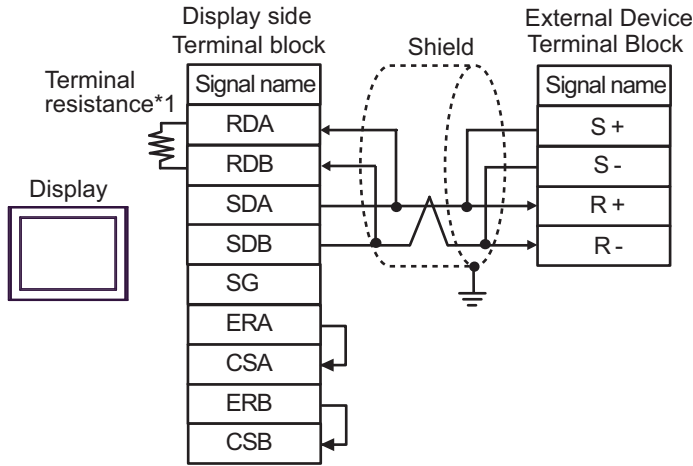 Display side
Terminal block
Shield
External Device
Terminal Block
Terminal
resistance*1
Signal name
RDA
RDB
SDA
SDB
SG
ERA
CSA
ERB
CSB
Display
Signal name
S +
S -
R +
R -